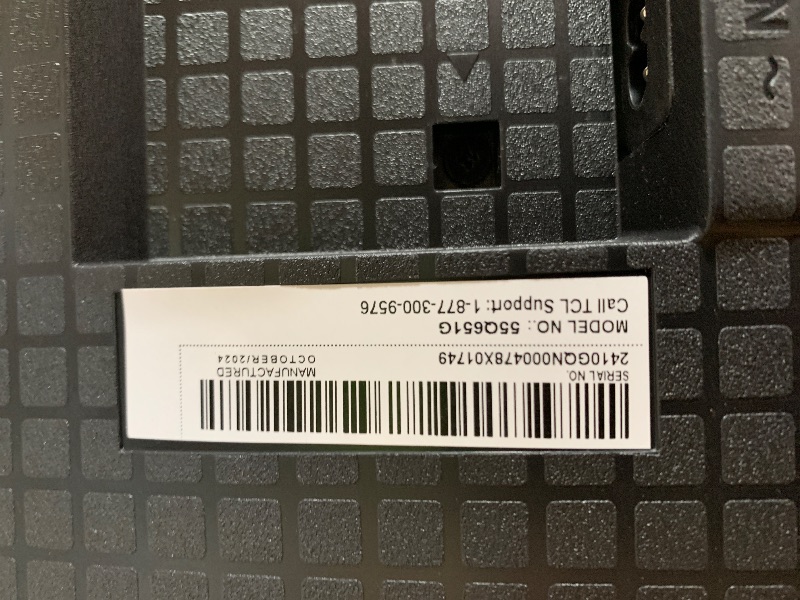 SERIAL NO.
2410GQN000478X01749
MANUFACTURED
OCTOBER/2024
MODEL NO.: 55Q651G
Call TCL Support: 1-877-300-9576
N
~